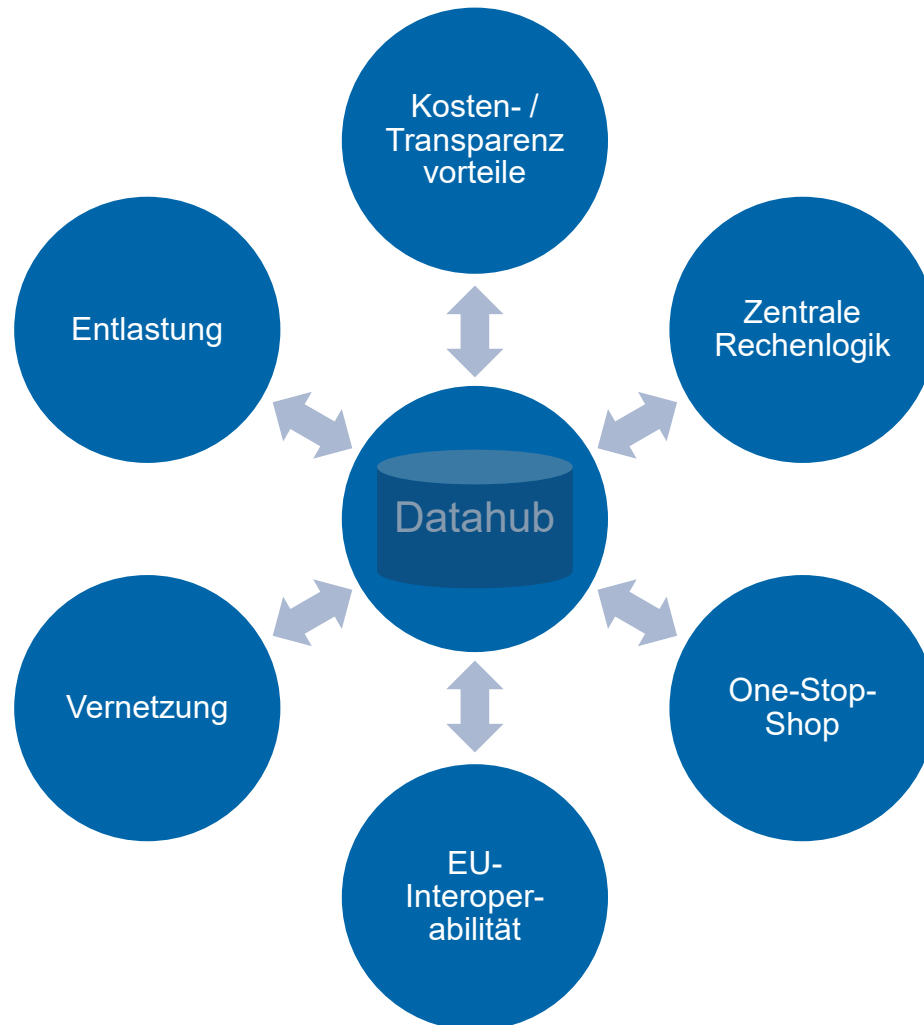 Kosten- /
Transparenz
vorteile
Entlastung
Zentrale
Rechenlogik
Datahub
Vernetzung
One-Stop-
Shop
EU-
Interoper-
abilität